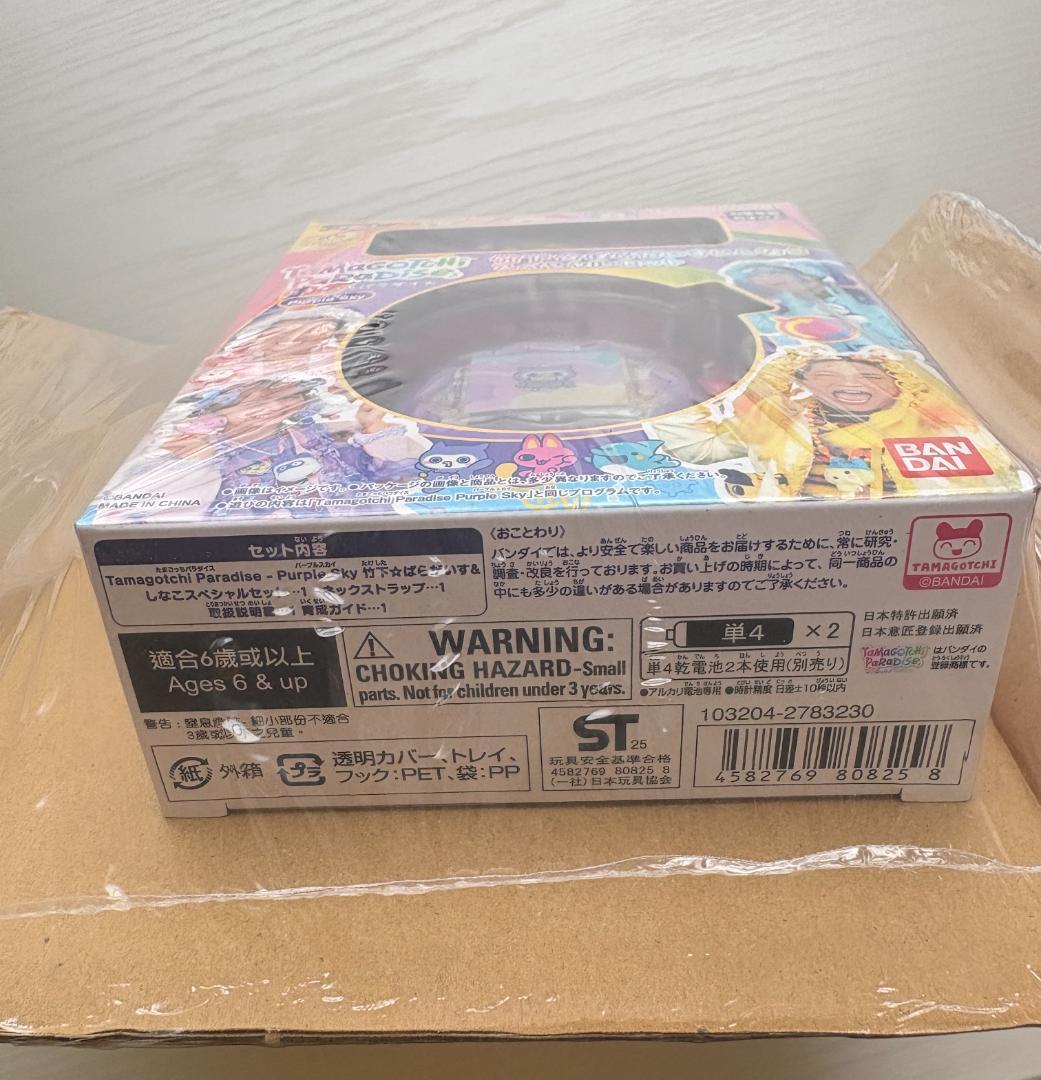 TAMAGOTCHI
PARADISE
Purple Sky
BAN
DAI
©BANDAI
MADE IN CHINA
●画像はイメージです。●パッケージの画像と商品とは、多少異なりますのでご了承ください。
●遊びの内容は「Tamagotchi Paradise Purple Sky」と同じプログラムです。
セット内容
Tamagotchi Paradise - Purple Sky 竹下☆ぱらだいす&
しなこスペシャルセット…1 ネックストラップ…1
取扱説明書…1 育成ガイド…1
〈おことわり〉
バンダイでは、より安全で楽しい商品をお届けするために、常に研究・
調査・改良を行っております。お買い上げの時期によって、同一商品の
中にも多少の違いがある場合がありますのでご了承ください。
TAMAGOTCHI
©BANDAI
適合6歲或以上
Ages 6 & up
警告:
細小部份不適合
3歲
之兒童。
WARNING:
CHOKING HAZARD-Small
parts. Not for children under 3 years.
単4 ×2
単4乾電池2本使用(別売り)
●アルカリ電池専用 ●時計精度 日差±10秒以内
日本特許出願済
日本意匠登録出願済
TAMAGOTCHI PARADISE はバンダイの
登録商標です。
紙 外箱
プラ 透明カバー、トレイ、
フック:PET、袋:PP
ST 25
玩具安全基準合格
4582769 80825 8
(一社)日本玩具協会
103204-2783230
4 582769 80825 8